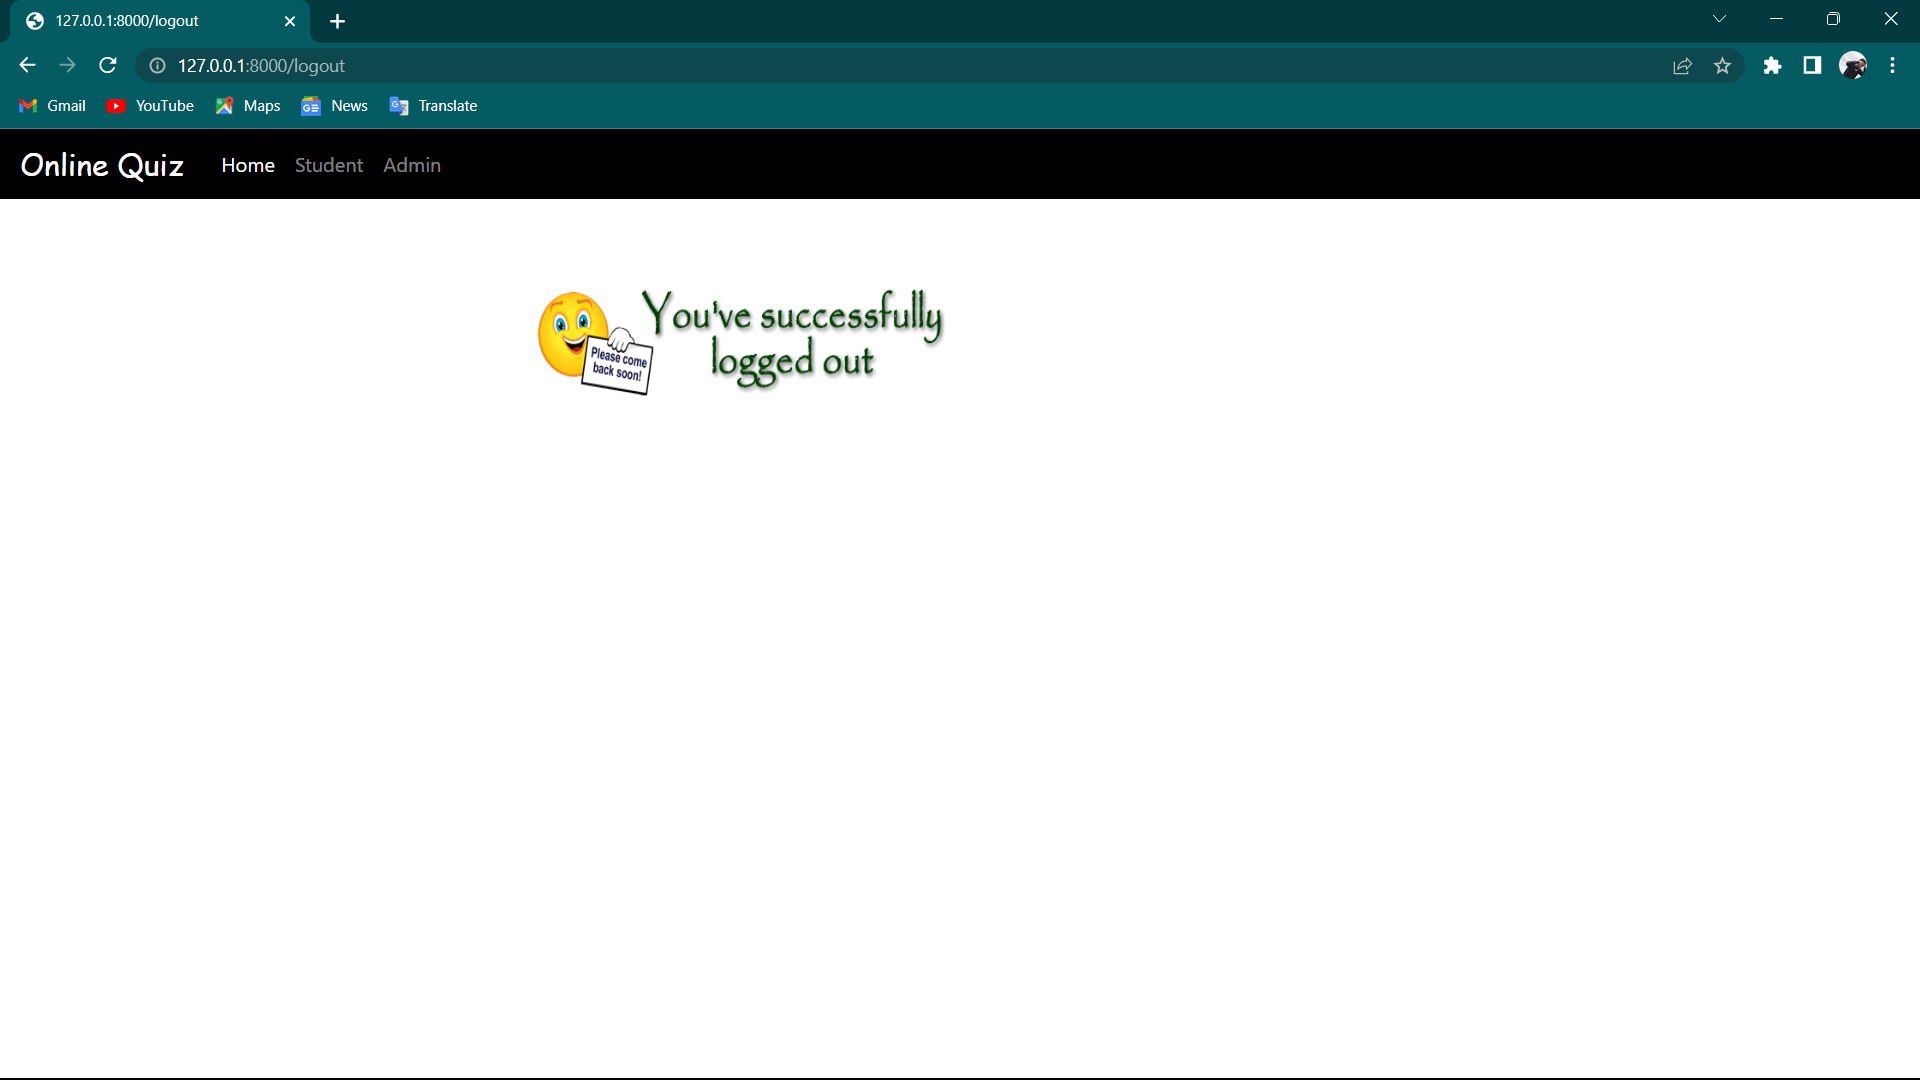 127.0.0.1:8000/logout
127.0.0.1:8000/logout
Gmail YouTube Maps News Translate
Online Quiz Home Student Admin
You've successfully
logged out
Please come
back soon!